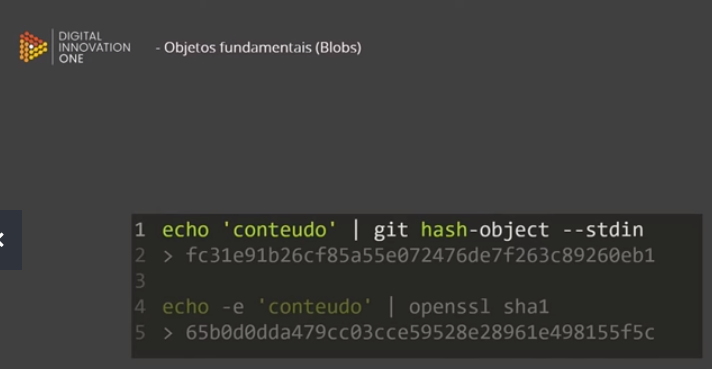 DIGITAL
INNOVATION
ONE
- Objetos fundamentais (Blobs)
1 echo 'conteudo' | git hash-object --stdin
2 > fc31e91b26cf85a55e072476de7f263c89260eb1
3
4 echo -e 'conteudo' | openssl sha1
5 > 65b0d0dda479cc03cce59528e28961e498155f5c